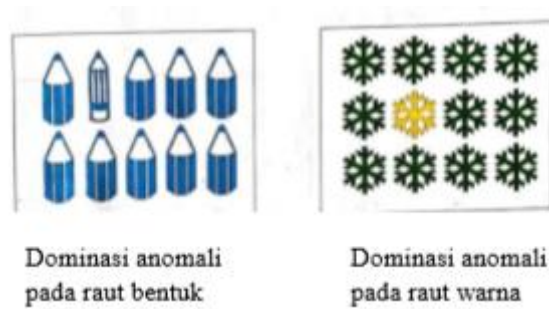 Dominasi anomali
pada raut bentuk
Dominasi anomali
pada raut warna